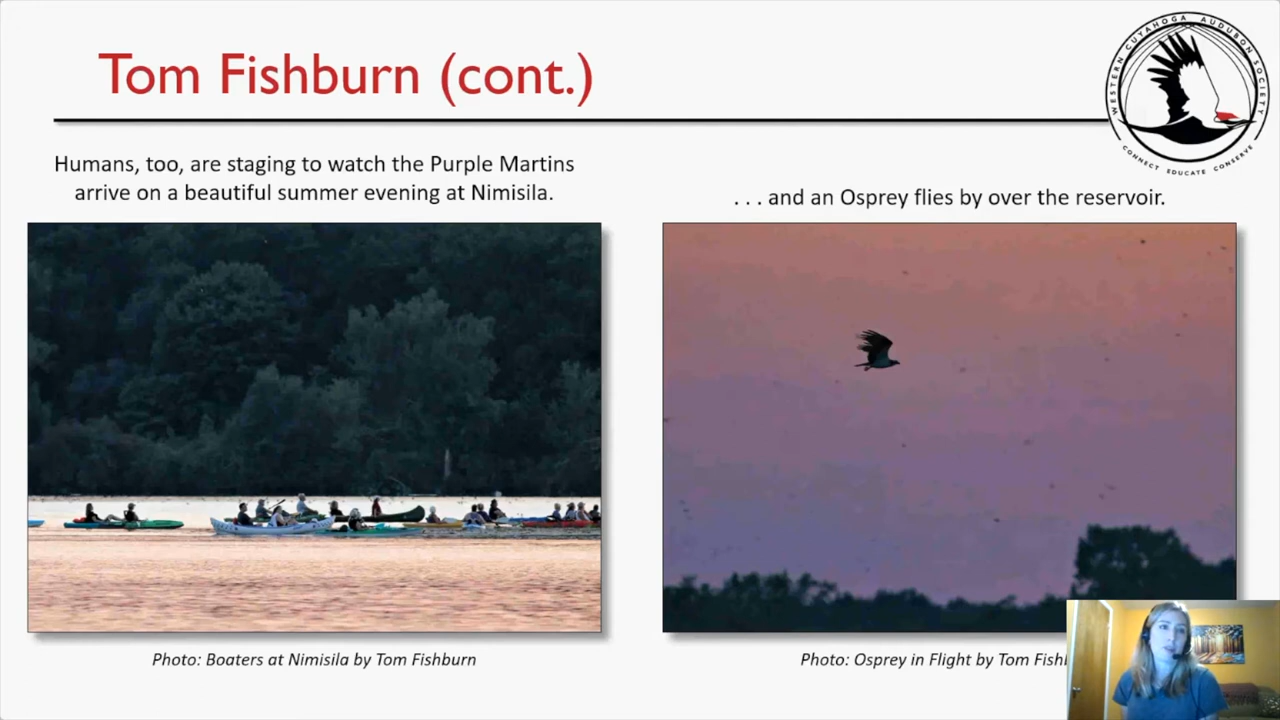 Tom Fishburn (cont.)
WESTERN CUYAHOGA AUDUBON SOCIETY
CONNECT EDUCATE CONSERVE
Humans, too, are staging to watch the Purple Martins
arrive on a beautiful summer evening at Nimisila.
. . . and an Osprey flies by over the reservoir.
Photo: Boaters at Nimisila by Tom Fishburn
Photo: Osprey in Flight by Tom Fish